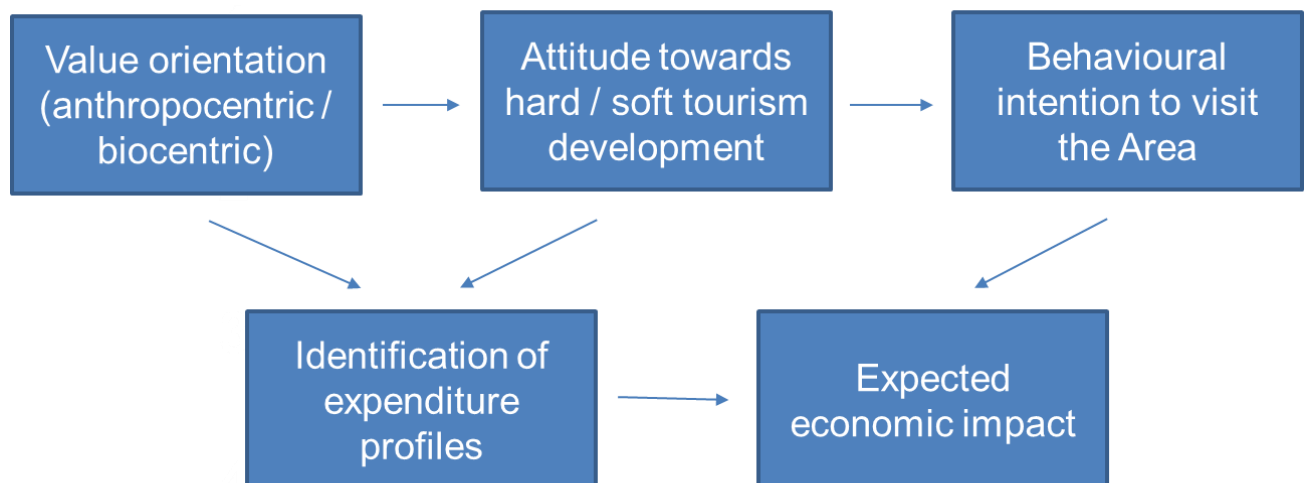 Value orientation
(anthropocentric /
biocentric)
Attitude towards
hard / soft tourism
development
Behavioural
intention to visit
the Area
Identification of
expenditure
profiles
Expected
economic impact